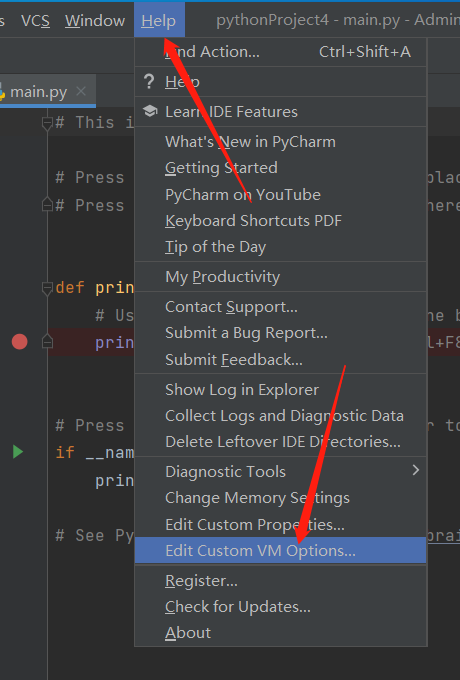 s VCS Window Help pythonProject4 - main.py - Admin
main.py
Find Action... Ctrl+Shift+A
Help
Learn IDE Features
What's New in PyCharm
Getting Started
PyCharm on YouTube
Keyboard Shortcuts PDF
Tip of the Day
My Productivity
Contact Support...
Submit a Bug Report...
Submit Feedback...
Show Log in Explorer
Collect Logs and Diagnostic Data
Delete Leftover IDE Directories...
Diagnostic Tools
Change Memory Settings
Edit Custom Properties...
Edit Custom VM Options...
Register...
Check for Updates...
About
# This i
# Press plac
# Press here
def prin
# Us he b
prin l+F8
# Press r to
if __nam
prin
# See Py brai